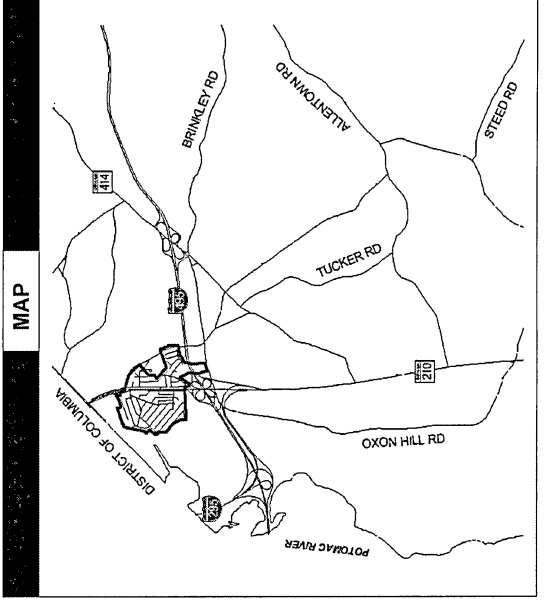 MAP
DISTRICT OF COLUMBIA
414
BRINKLEY RD
ALLENTOWN RD
STEED RD
TUCKER RD
210
OXON HILL RD
295
POTOMAC RIVER